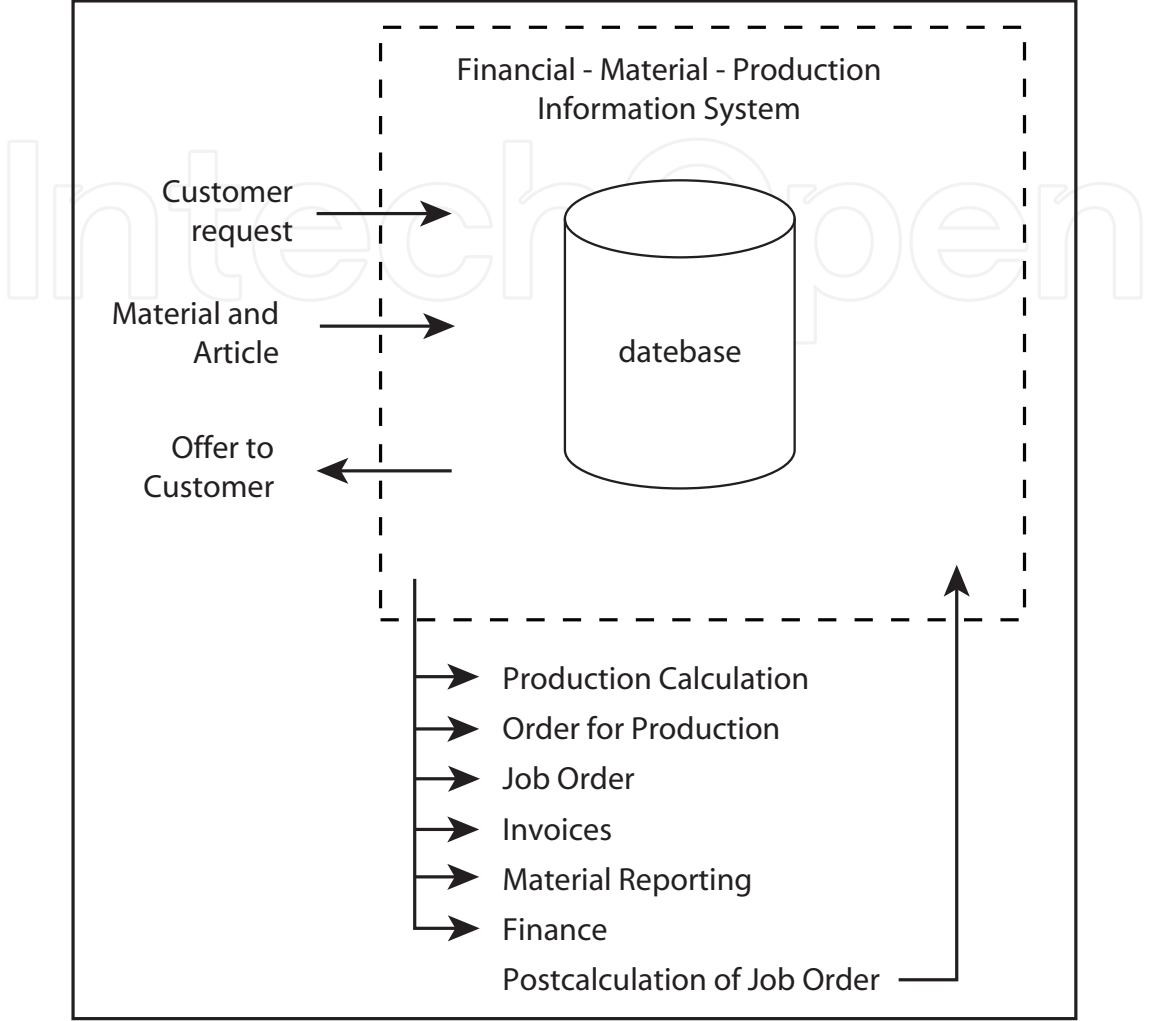 Financial - Material - Production
Information System
IntechOpen
Customer
request
Material and
Article
datebase
Offer to
Customer
Production Calculation
Order for Production
Job Order
Invoices
Material Reporting
Finance
Postcalculation of Job Order